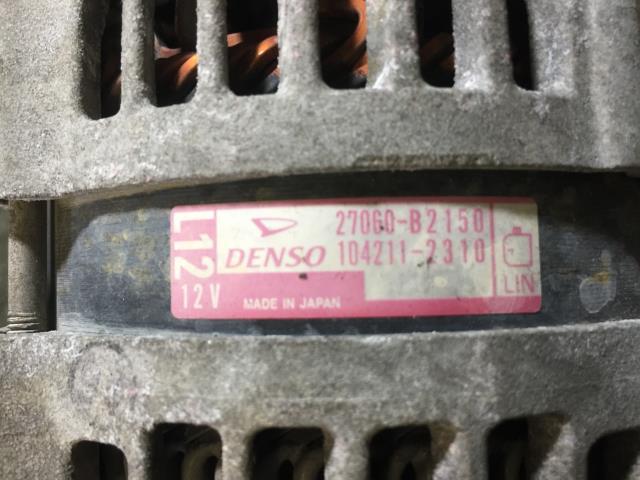 L12
12V
27060-B2150
DENSO 104211-2310
MADE IN JAPAN
LIN